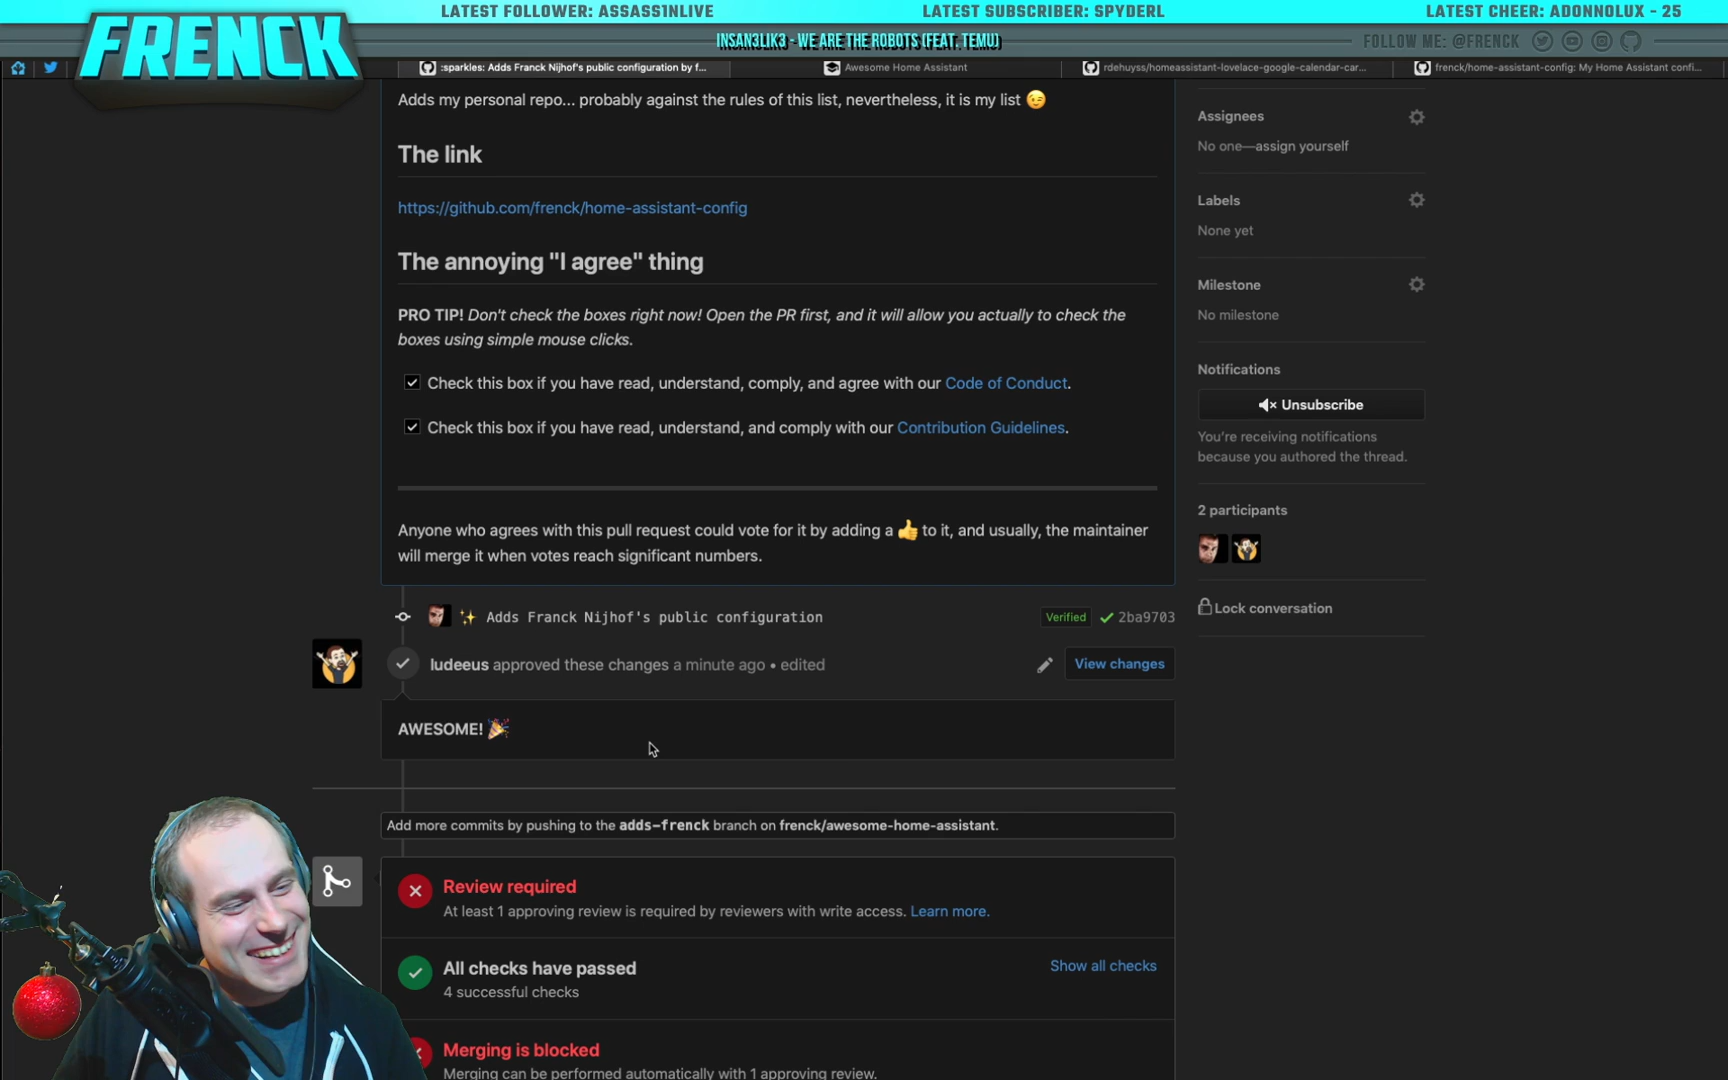 LATEST FOLLOWER: ASSASS1NLIVE
LATEST SUBSCRIBER: SPYDERL
LATEST CHEER: ADONNOLUX - 25
FRENCK
INSAN3LIK3 - WE ARE THE ROBOTS (FEAT. TEMU)
FOLLOW ME: @FRENCK
:sparkles: Adds Franck Nijhof's public configuration by f...
Awesome Home Assistant
rdehuyss/homeassistant-lovelace-google-calendar-car...
frenck/home-assistant-config: My Home Assistant confi...
Adds my personal repo... probably against the rules of this list, nevertheless, it is my list 😉
The link
https://github.com/frenck/home-assistant-config
The annoying "I agree" thing
PRO TIP! Don't check the boxes right now! Open the PR first, and it will allow you actually to check the
boxes using simple mouse clicks.
Check this box if you have read, understand, comply, and agree with our Code of Conduct.
Check this box if you have read, understand, and comply with our Contribution Guidelines.
Anyone who agrees with this pull request could vote for it by adding a 👍 to it, and usually, the maintainer
will merge it when votes reach significant numbers.
✨ Adds Franck Nijhof's public configuration
Verified
2ba9703
ludeeus approved these changes a minute ago • edited
View changes
AWESOME! 🎉
Add more commits by pushing to the adds-frenck branch on frenck/awesome-home-assistant.
Review required
At least 1 approving review is required by reviewers with write access. Learn more.
All checks have passed
4 successful checks
Show all checks
Merging is blocked
Merging can be performed automatically with 1 approving review.
Assignees
No one—assign yourself
Labels
None yet
Milestone
No milestone
Notifications
Unsubscribe
You're receiving notifications
because you authored the thread.
2 participants
Lock conversation